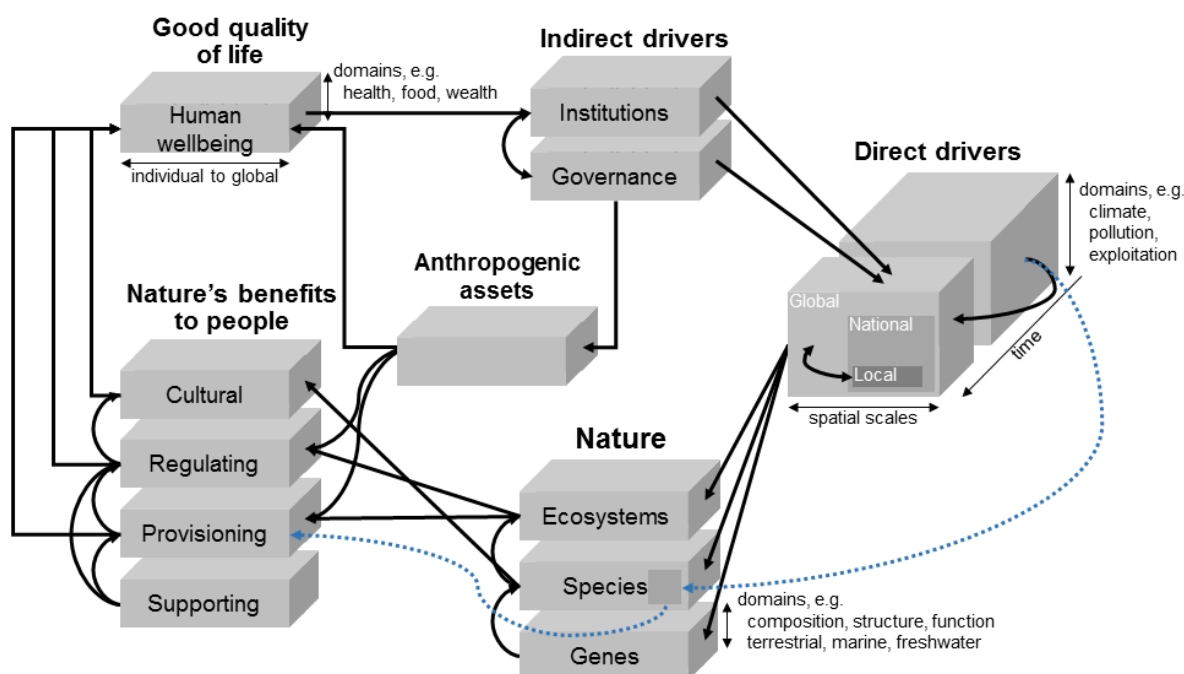 Good quality
of life
domains, e.g.
health, food, wealth
Human
wellbeing
individual to global
Indirect drivers
Institutions
Governance
Direct drivers
domains, e.g.
climate,
pollution,
exploitation
Global
National
Local
time
spatial scales
Anthropogenic
assets
Nature's benefits
to people
Cultural
Regulating
Provisioning
Supporting
Nature
Ecosystems
Species
Genes
domains, e.g.
composition, structure, function
terrestrial, marine, freshwater